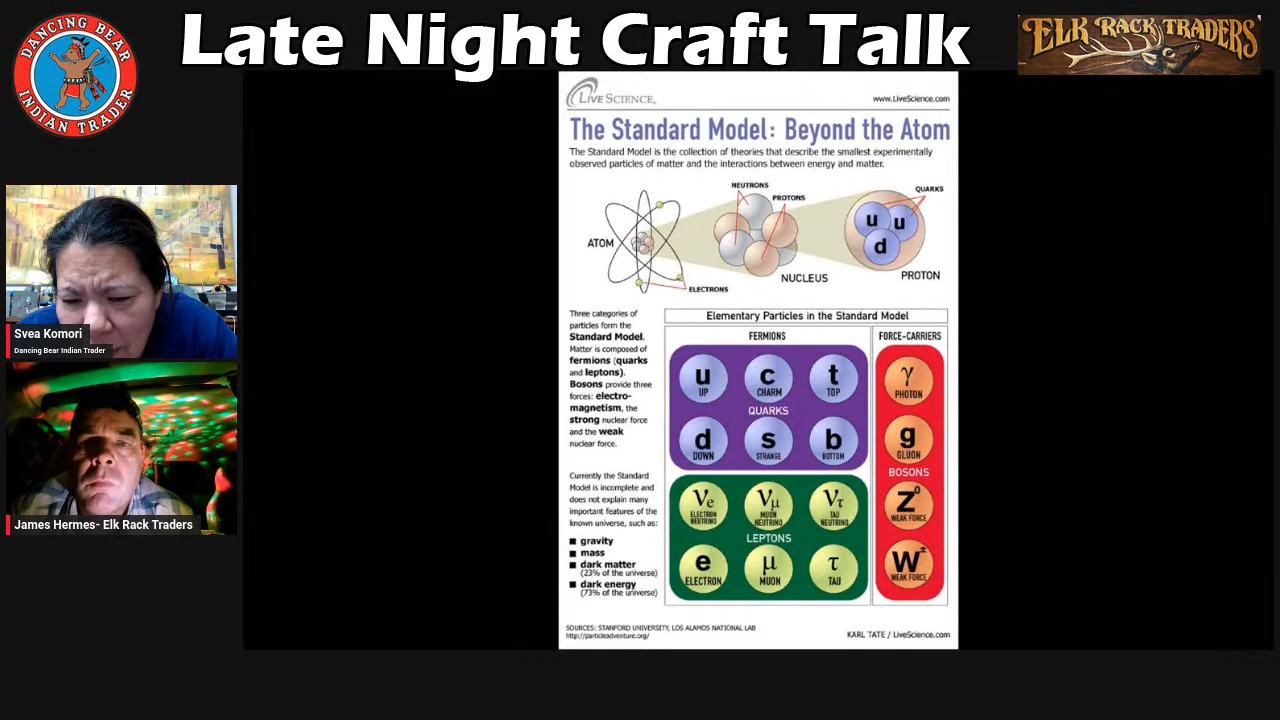 DANCING BEAR
INDIAN TRADER
Late Night Craft Talk
ELK RACK TRADERS
Svea Komori
Dancing Bear Indian Trader
James Hermes- Elk Rack Traders
LIVESCIENCE.
www.LiveScience.com
The Standard Model: Beyond the Atom
The Standard Model is the collection of theories that describe the smallest experimentally
observed particles of matter and the interactions between energy and matter.
NEUTRONS
PROTONS
QUARKS
ATOM
u u
d
ELECTRONS
NUCLEUS
PROTON
Three categories of
particles form the
Standard Model.
Matter is composed of
fermions (quarks
and leptons).
Bosons provide three
forces: electro-
magnetism, the
strong nuclear force
and the weak
nuclear force.
Currently the Standard
Model is incomplete and
does not explain many
important features of the
known universe, such as:
■ gravity
■ mass
■ dark matter
(23% of the universe)
■ dark energy
(73% of the universe)
Elementary Particles in the Standard Model
FERMIONS
FORCE-CARRIERS
u c t
UP CHARM TOP
QUARKS
d s b
DOWN STRANGE BOTTOM
νe νμ ντ
ELECTRON NEUTRINO MUON NEUTRINO TAU NEUTRINO
LEPTONS
e μ τ
ELECTRON MUON TAU
γ
PHOTON
g
GLUON
BOSONS
Z⁰
WEAK FORCE
W±
WEAK FORCE
SOURCES: STANFORD UNIVERSITY, LOS ALAMOS NATIONAL LAB
http://particleadventure.org/
KARL TATE / LiveScience.com